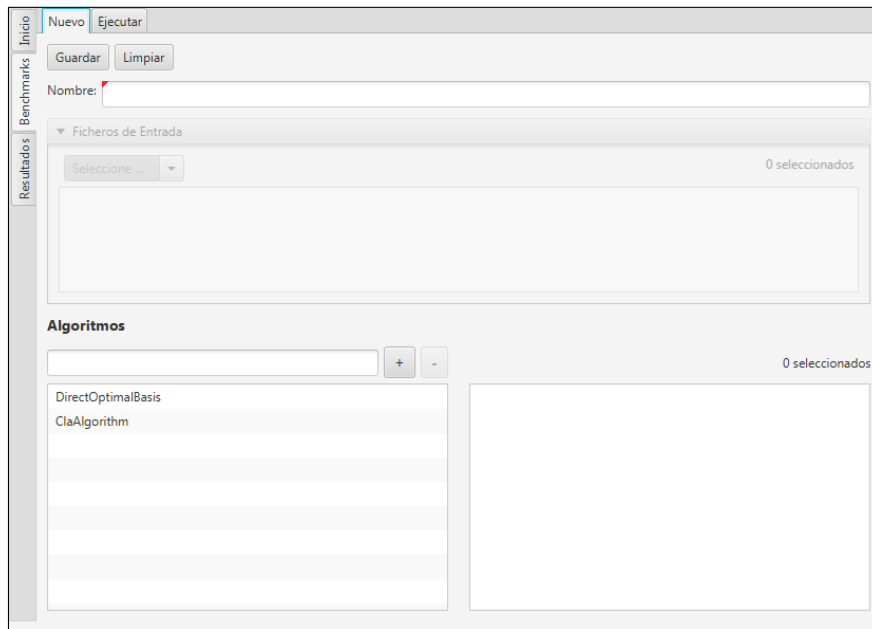 Inicio
Benchmarks
Resultados
Nuevo Ejecutar
Guardar Limpiar
Nombre:
Ficheros de Entrada
Seleccione ... 0 seleccionados
Algoritmos
+ - 0 seleccionados
DirectOptimalBasis
ClaAlgorithm